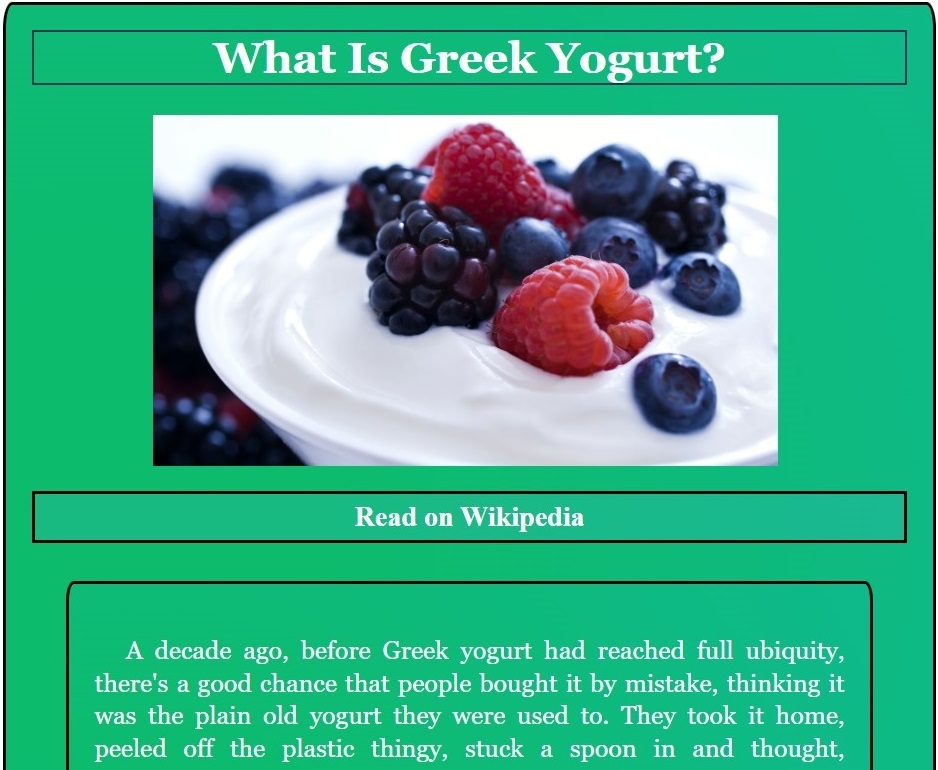 What Is Greek Yogurt?
Read on Wikipedia
A decade ago, before Greek yogurt had reached full ubiquity,
there's a good chance that people bought it by mistake, thinking it
was the plain old yogurt they were used to. They took it home,
peeled off the plastic thingy, stuck a spoon in and thought,